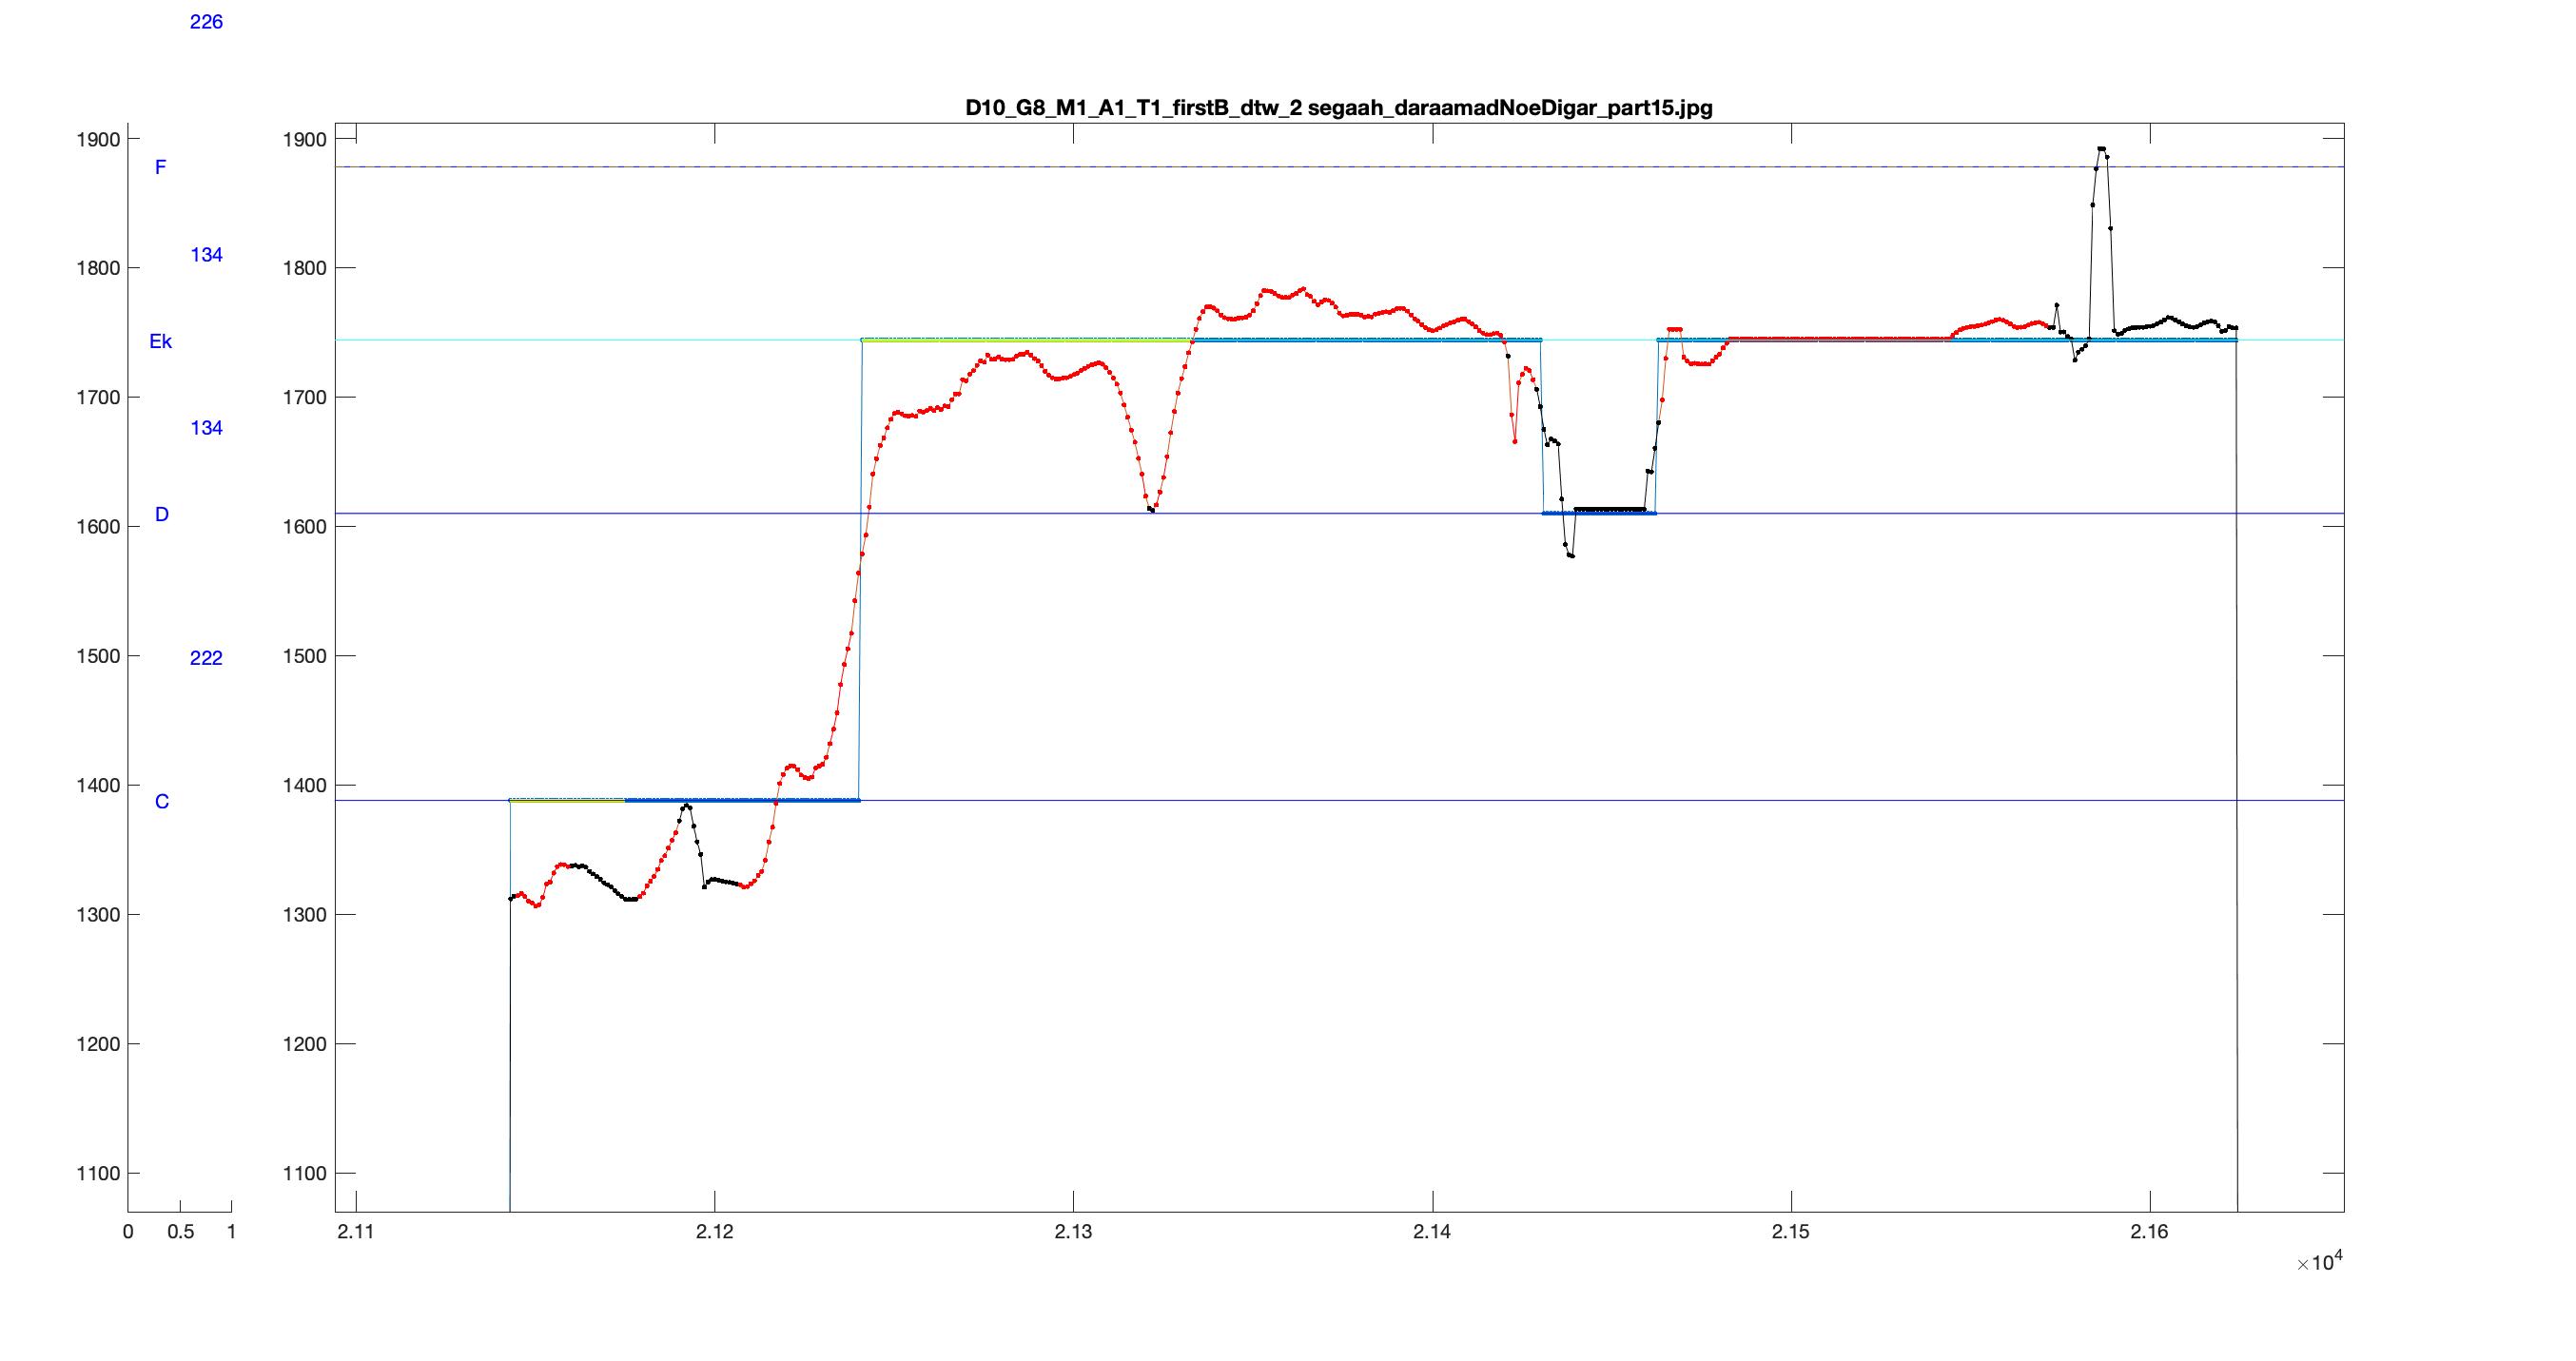 226
D10_G8_M1_A1_T1_firstB_dtw_2 segaah_daraamadNoeDigar_part15.jpg
1900 1900
F
134
1800 1800
Ek
1700 1700
134
D
1600 1600
222
1500 1500
1400 1400
C
1300 1300
1200 1200
1100 1100
0 0.5 1 2.11 2.12 2.13 2.14 2.15 2.16
×10⁴